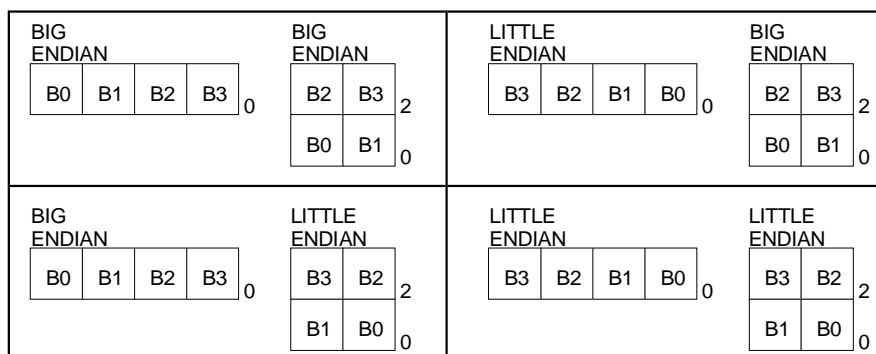 BIG ENDIAN
B0 B1 B2 B3 0
BIG ENDIAN
B2 B3 2
B0 B1 0
LITTLE ENDIAN
B3 B2 B1 B0 0
BIG ENDIAN
B2 B3 2
B0 B1 0
BIG ENDIAN
B0 B1 B2 B3 0
LITTLE ENDIAN
B3 B2 2
B1 B0 0
LITTLE ENDIAN
B3 B2 B1 B0 0
LITTLE ENDIAN
B3 B2 2
B1 B0 0